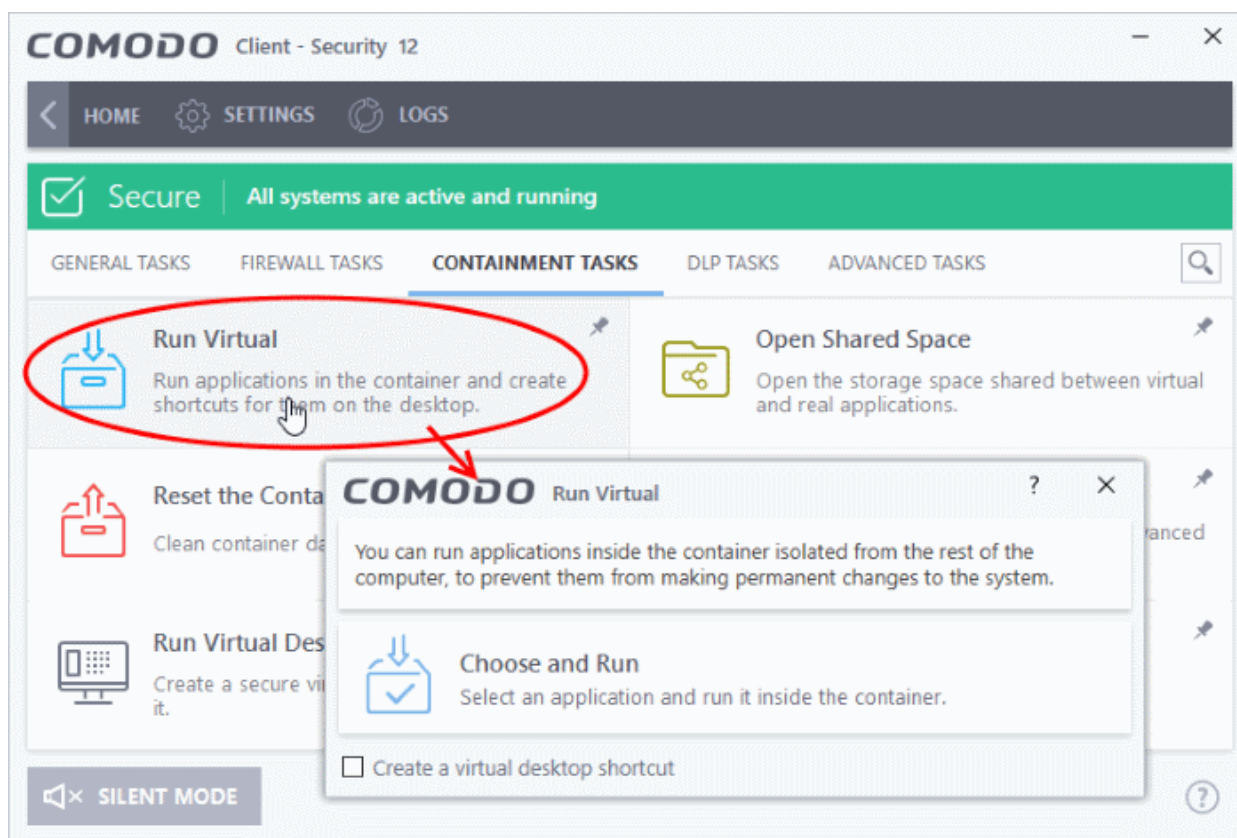 COMODO Client - Security 12
HOME SETTINGS LOGS
Secure All systems are active and running
GENERAL TASKS FIREWALL TASKS CONTAINMENT TASKS DLP TASKS ADVANCED TASKS
Run Virtual
Run applications in the container and create
shortcuts for them on the desktop.
Open Shared Space
Open the storage space shared between virtual
and real applications.
Reset the Conta
Clean container da
vanced
Run Virtual Des
Create a secure vi
it.
COMODO Run Virtual ?
You can run applications inside the container isolated from the rest of the
computer, to prevent them from making permanent changes to the system.
Choose and Run
Select an application and run it inside the container.
Create a virtual desktop shortcut
SILENT MODE ?